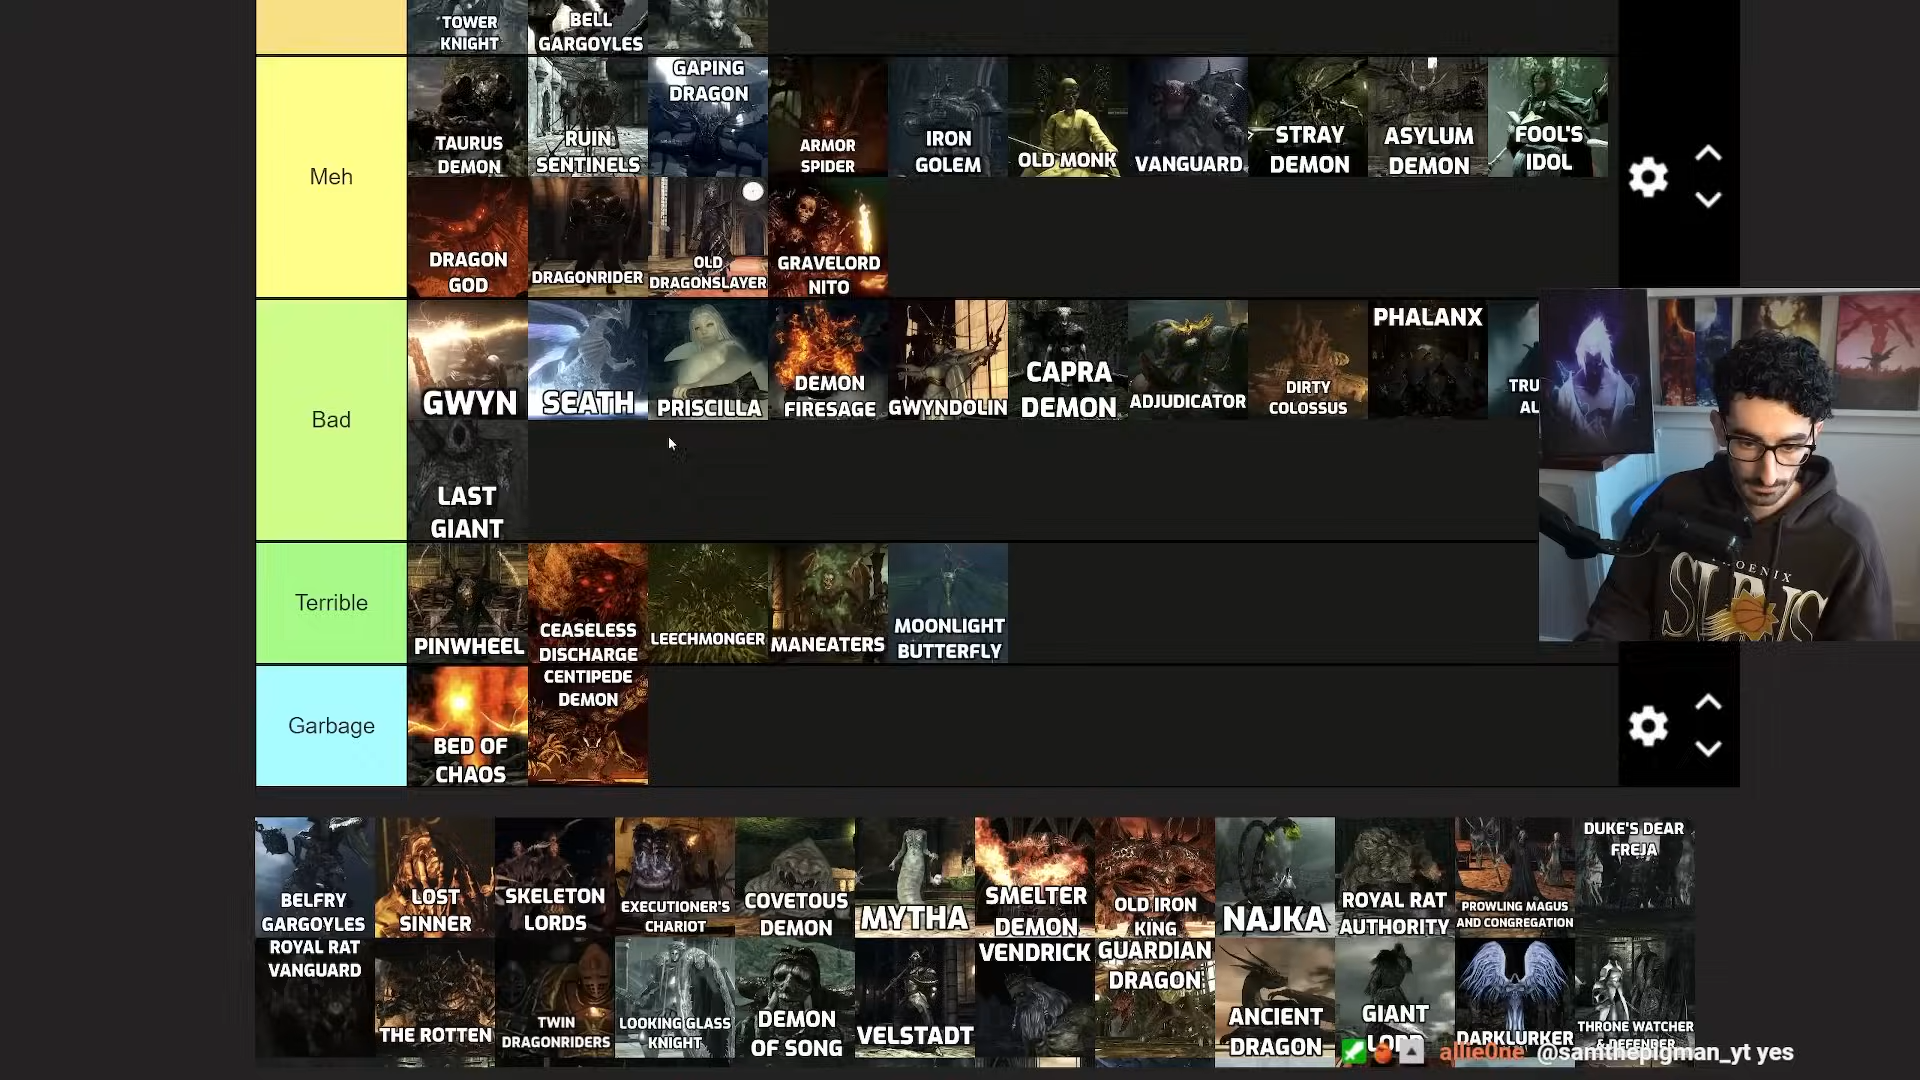 TOWER
KNIGHT
BELL
GARGOYLES
Meh
TAURUS
DEMON
RUIN
SENTINELS
GAPING
DRAGON
ARMOR
SPIDER
IRON
GOLEM
OLD MONK
VANGUARD
STRAY
DEMON
ASYLUM
DEMON
FOOL'S
IDOL
DRAGON
GOD
DRAGONRIDER
OLD
DRAGONSLAYER
GRAVELORD
NITO
Bad
GWYN
SEATH
PRISCILLA
DEMON
FIRESAGE
GWYNDOLIN
CAPRA
DEMON
ADJUDICATOR
DIRTY
COLOSSUS
PHALANX
TRU
AL
LAST
GIANT
Terrible
PINWHEEL
CEASELESS
DISCHARGE
LEECHMONGER
MANEATERS
MOONLIGHT
BUTTERFLY
Garbage
BED OF
CHAOS
CENTIPEDE
DEMON
BELFRY
GARGOYLES
LOST
SINNER
SKELETON
LORDS
EXECUTIONER'S
CHARIOT
COVETOUS
DEMON
MYTHA
SMELTER
DEMON
OLD IRON
KING
NAJKA
ROYAL RAT
AUTHORITY
PROWLING MAGUS
AND CONGREGATION
DUKE'S DEAR
FREJA
ROYAL RAT
VANGUARD
THE ROTTEN
TWIN
DRAGONRIDERS
LOOKING GLASS
KNIGHT
DEMON
OF SONG
VELSTADT
VENDRICK
GUARDIAN
DRAGON
ANCIENT
DRAGON
GIANT
LORD
DARKLURKER
THRONE WATCHER
& DEFENDER
allie0ne @samthepigman_yt yes